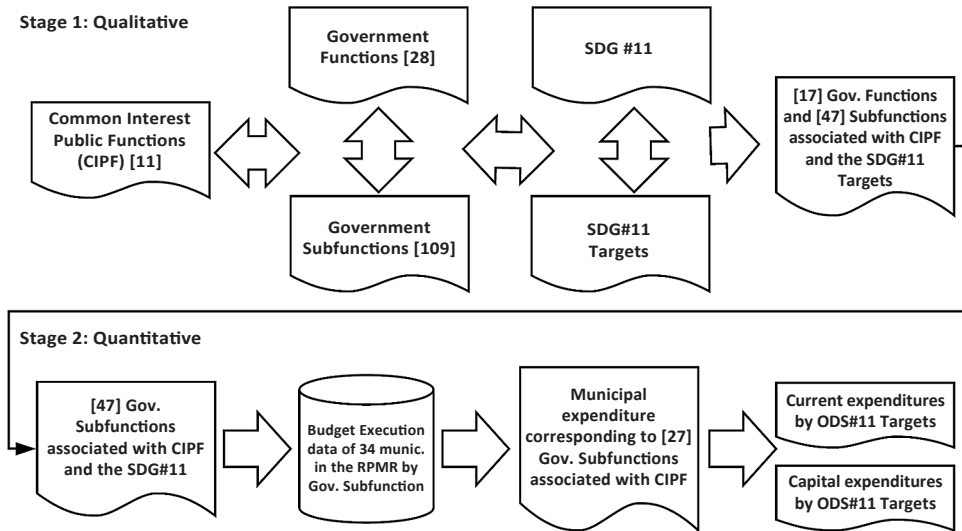 Stage 1: Qualitative
Government
Functions [28]
SDG #11
Common Interest
Public Functions
(CIPF) [11]
[17] Gov. Functions
and [47] Subfunctions
associated with CIPF
and the SDG#11
Targets
Government
Subfunctions [109]
SDG#11
Targets
Stage 2: Quantitative
[47] Gov.
Subfunctions
associated with CIPF
and the SDG#11
Budget Execution
data of 34 munic.
in the RPMR by
Gov. Subfunction
Municipal
expenditure
corresponding to [27]
Gov. Subfunctions
associated with CIPF
Current expenditures
by ODS#11 Targets
Capital expenditures
by ODS#11 Targets